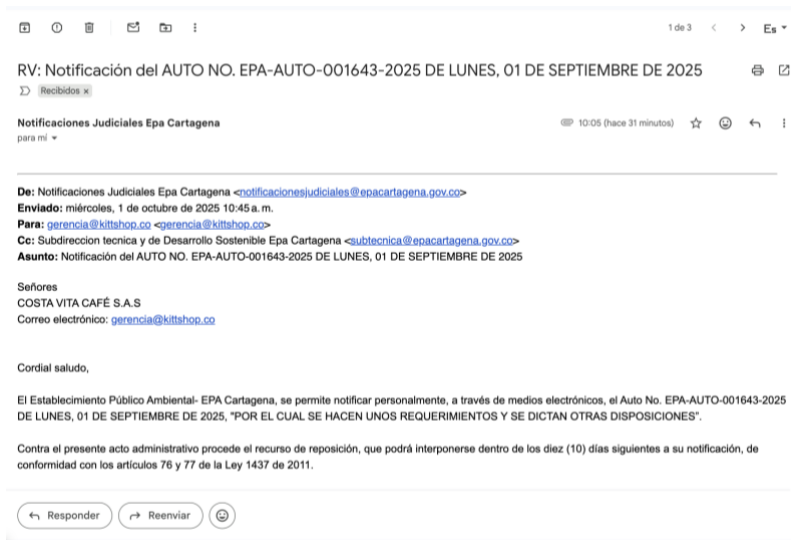 1 de 3
Es
RV: Notificación del AUTO NO. EPA-AUTO-001643-2025 DE LUNES, 01 DE SEPTIEMBRE DE 2025
Recibidos x
Notificaciones Judiciales Epa Cartagena
10:05 (hace 31 minutos)
para mí
De: Notificaciones Judiciales Epa Cartagena <notificacionesjudiciales@epacartagena.gov.co>
Enviado: miércoles, 1 de octubre de 2025 10:45 a. m.
Para: gerencia@kittshop.co <gerencia@kittshop.co>
Cc: Subdireccion tecnica y de Desarrollo Sostenible Epa Cartagena <subtecnica@epacartagena.gov.co>
Asunto: Notificación del AUTO NO. EPA-AUTO-001643-2025 DE LUNES, 01 DE SEPTIEMBRE DE 2025
Señores
COSTA VITA CAFÉ S.A.S
Correo electrónico: gerencia@kittshop.co
Cordial saludo,
El Establecimiento Público Ambiental- EPA Cartagena, se permite notificar personalmente, a través de medios electrónicos, el Auto No. EPA-AUTO-001643-2025
DE LUNES, 01 DE SEPTIEMBRE DE 2025, "POR EL CUAL SE HACEN UNOS REQUERIMIENTOS Y SE DICTAN OTRAS DISPOSICIONES".
Contra el presente acto administrativo procede el recurso de reposición, que podrá interponerse dentro de los diez (10) días siguientes a su notificación, de
conformidad con los artículos 76 y 77 de la Ley 1437 de 2011.
Responder
Reenviar